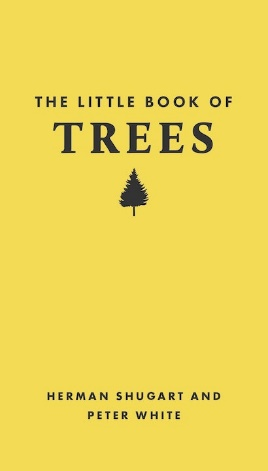 THE LITTLE BOOK OF
TREES
HERMAN SHUGART AND
PETER WHITE